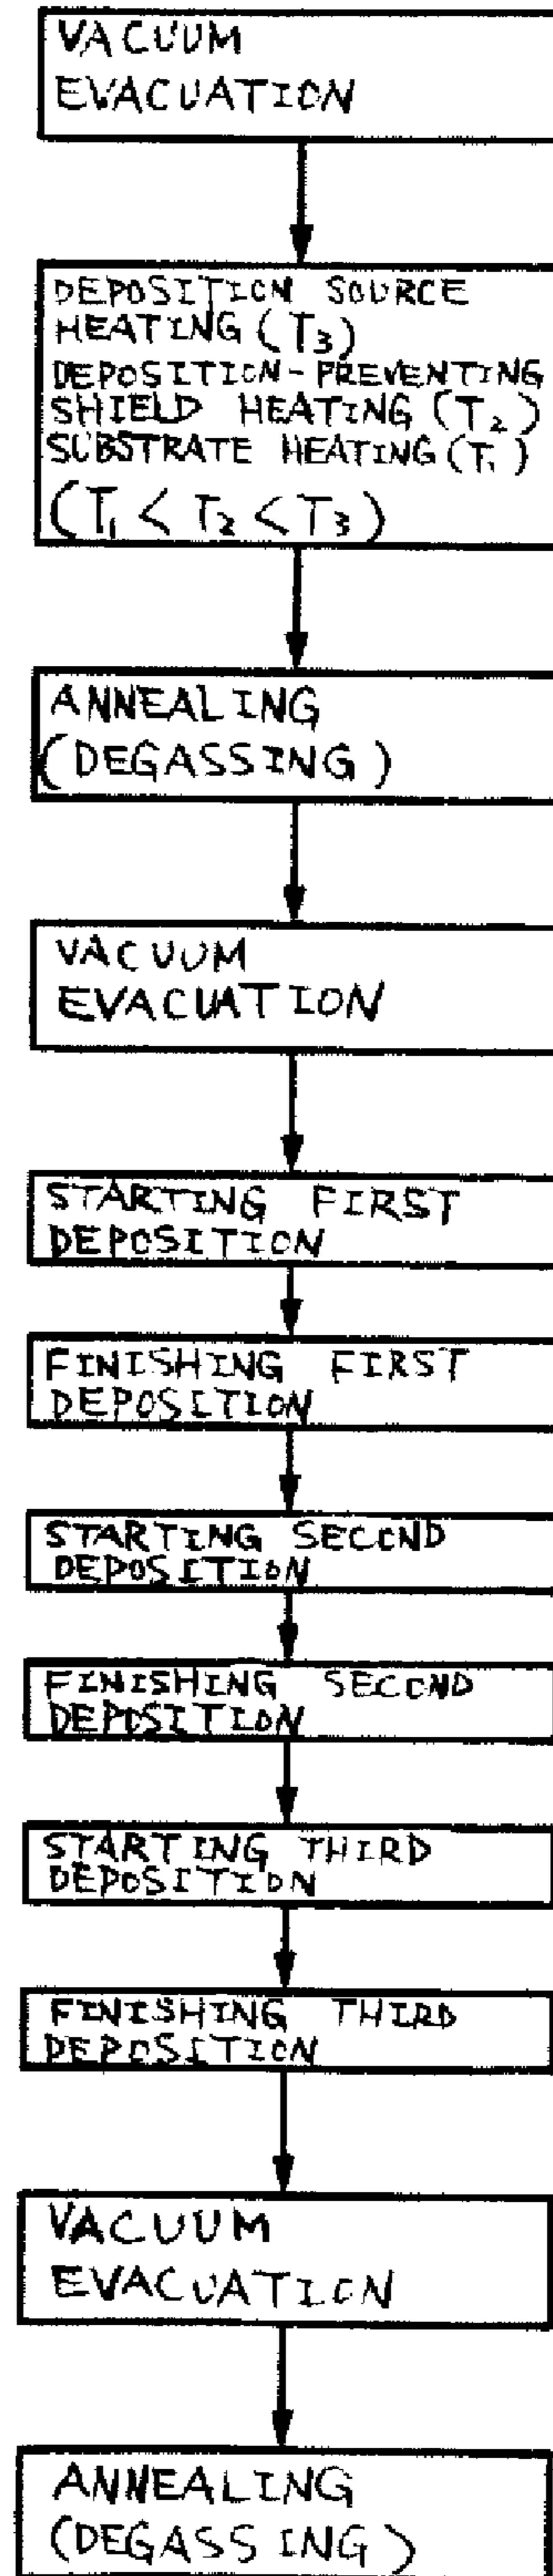 VACUUM
EVACUATION
DEPOSITION SOURCE
HEATING (T₃)
DEPOSITION-PREVENTING
SHIELD HEATING (T₂)
SUBSTRATE HEATING (T₁)
(T₁ < T₂ < T₃)
ANNEALING
(DEGASSING)
VACUUM
EVACUATION
STARTING FIRST
DEPOSITION
FINISHING FIRST
DEPOSITION
STARTING SECOND
DEPOSITION
FINISHING SECOND
DEPOSITION
STARTING THIRD
DEPOSITION
FINISHING THIRD
DEPOSITION
VACUUM
EVACUATION
ANNEALING
(DEGASSING)